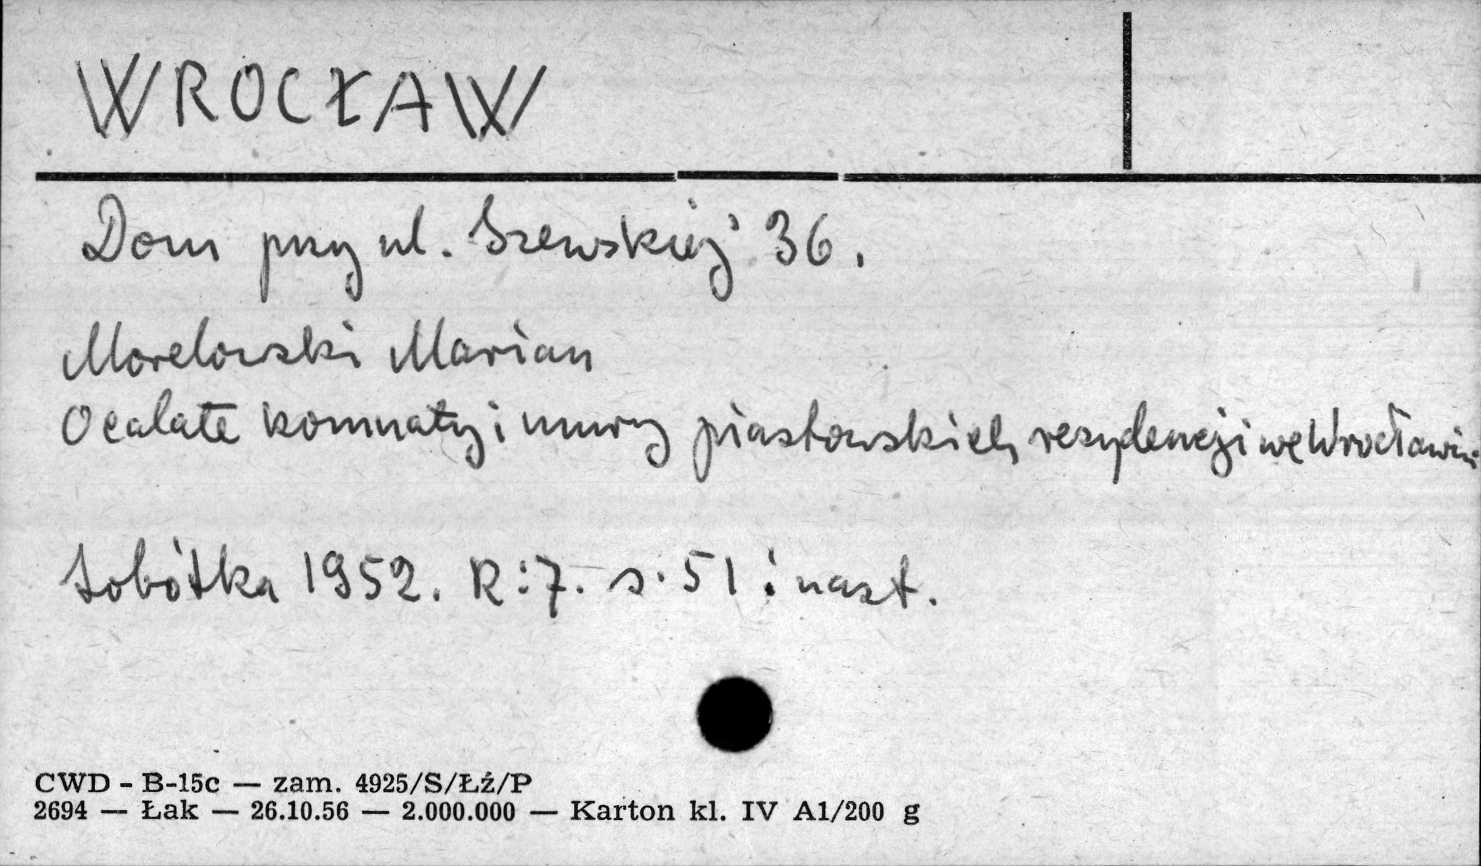 WROCŁAW
Dom przy ul. Szewskiej 36.
Morelowski Marian
Ocalałe komnaty i mury piastowskich rezydencji we Wrocławiu
Sobótka 1952. R:7. s. 51 i nast.
CWD - B-15c — zam. 4925/S/Łź/P
2694 — Łak — 26.10.56 — 2.000.000 — Karton kl. IV A1/200 g